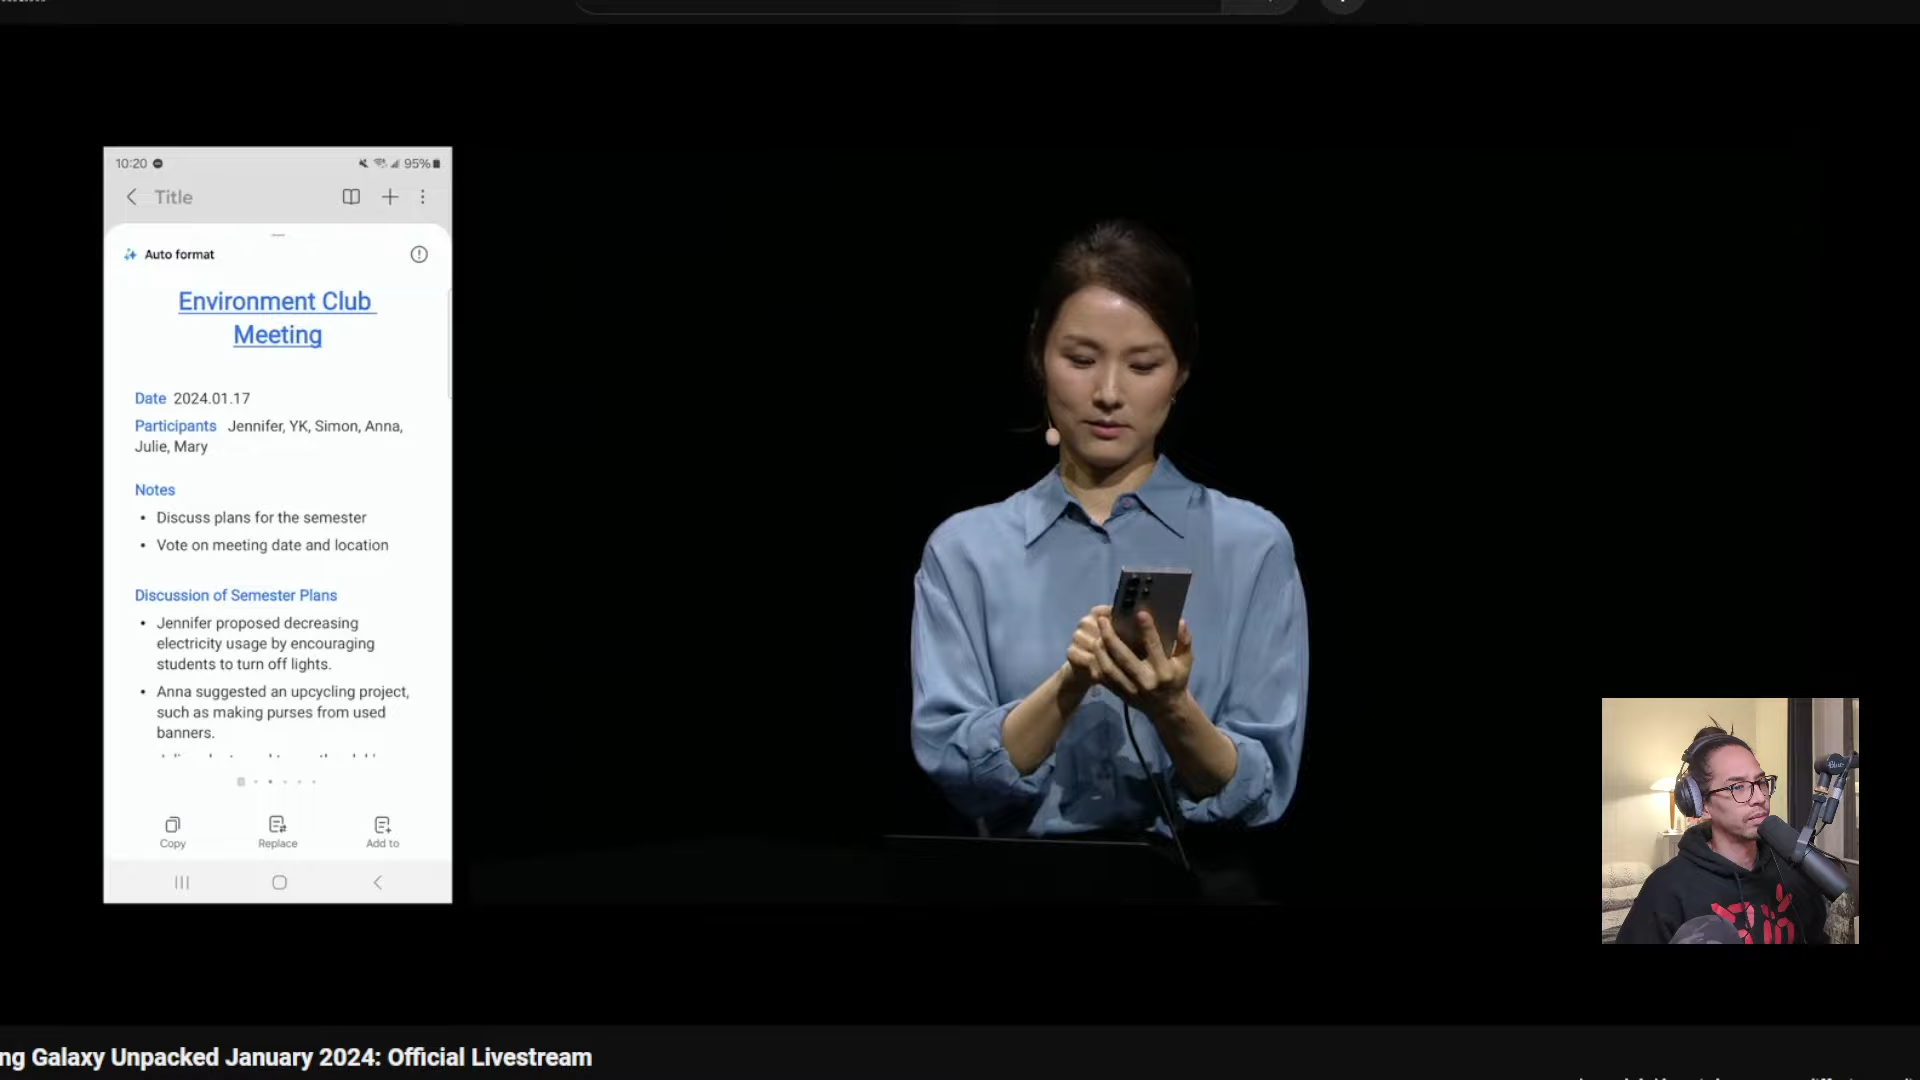 10:20
95%
Title
Auto format
Environment Club
Meeting
Date 2024.01.17
Participants Jennifer, YK, Simon, Anna,
Julie, Mary
Notes
• Discuss plans for the semester
• Vote on meeting date and location
Discussion of Semester Plans
• Jennifer proposed decreasing
electricity usage by encouraging
students to turn off lights.
• Anna suggested an upcycling project,
such as making purses from used
banners.
Copy
Replace
Add to
Blue
ng Galaxy Unpacked January 2024: Official Livestream